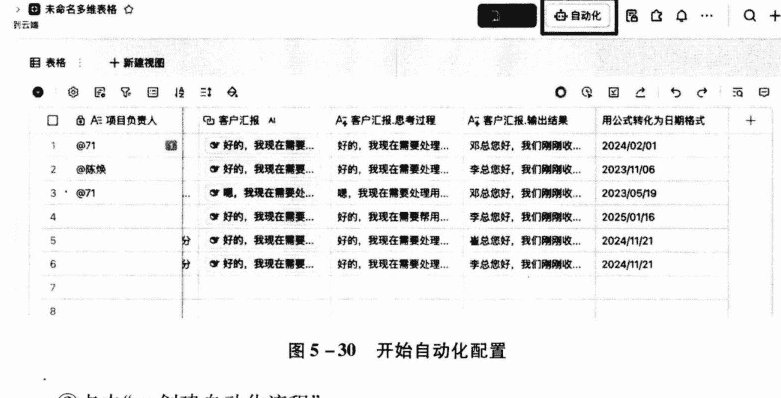 > 未命名多维表格 ☆
到云端
自动化
表格 + 新建视图
A 项目负责人 客户汇报 AI 客户汇报.思考过程 客户汇报.输出结果 用公式转化为日期格式 +
1 @71 好的，我现在需要... 好的，我现在需要处理... 邓总您好，我们刚刚收... 2024/02/01
2 @陈焕 好的，我现在需要... 好的，我现在需要处理... 李总您好，我们刚刚收... 2023/11/06
3 @71 ... 嗯，我现在需要处... 嗯，我现在需要处理用... 邓总您好，我们刚刚收... 2023/05/19
4 好的，我现在需要... 好的，我现在需要帮用... 李总您好，我们刚刚收... 2025/01/16
5 分 好的，我现在需要... 好的，我现在需要处理... 崔总您好，我们刚刚收... 2024/11/21
6 分 好的，我现在需要... 好的，我现在需要处理... 李总您好，我们刚刚收... 2024/11/21
7
8
图 5-30 开始自动化配置